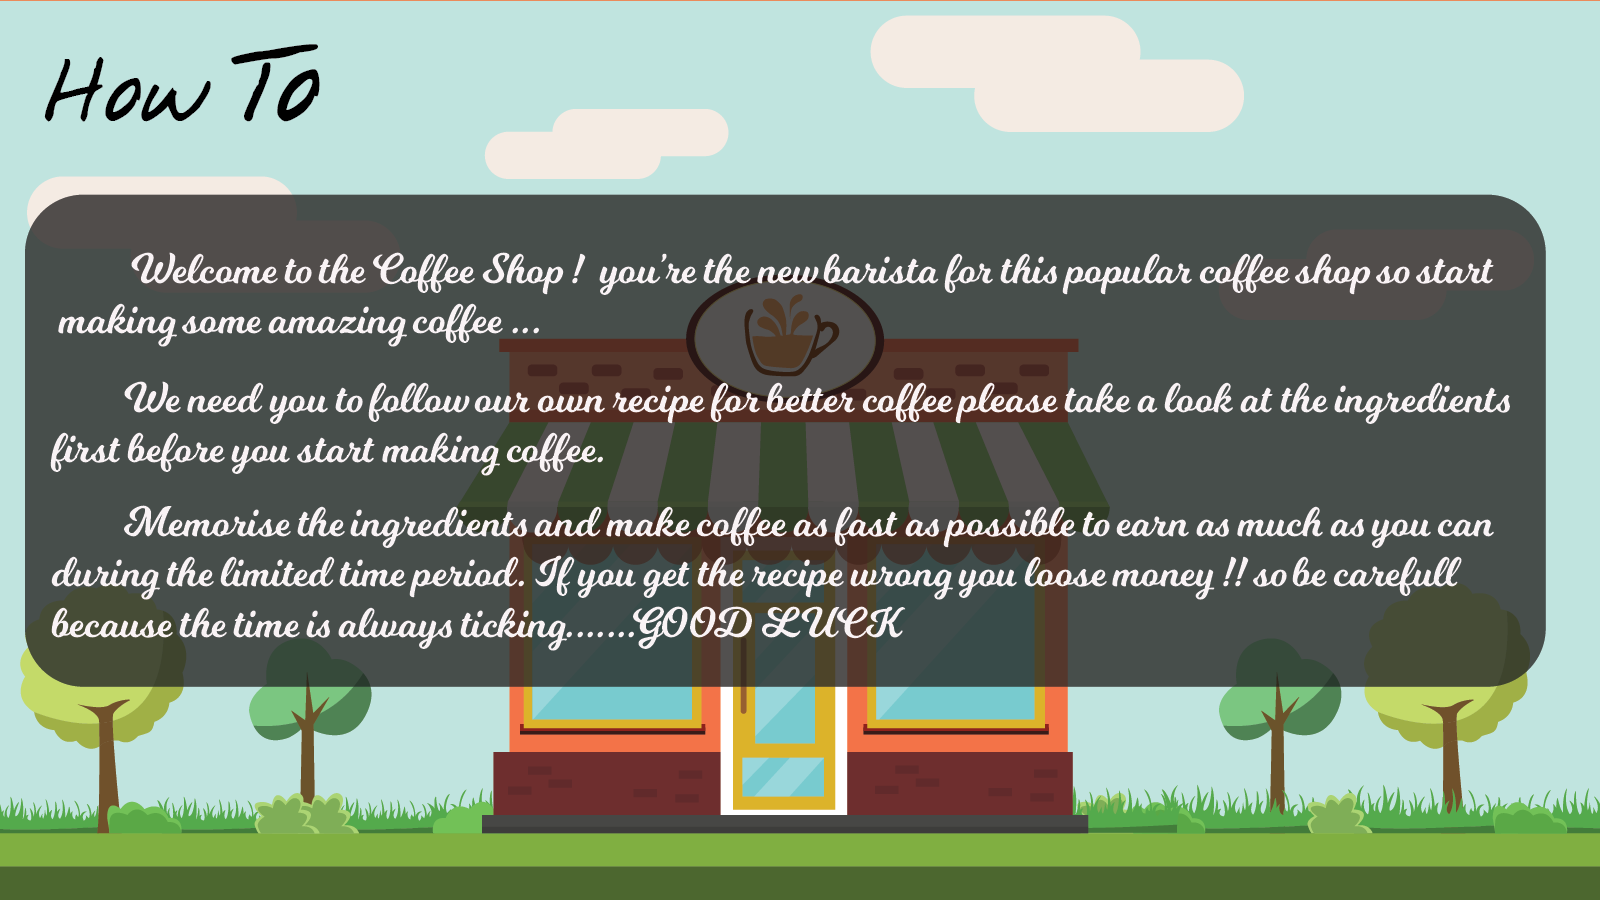 How To
Welcome to the Coffee Shop ! you're the new barista for this popular coffee shop so start
making some amazing coffee ...
We need you to follow our own recipe for better coffee please take a look at the ingredients
first before you start making coffee.
Memorise the ingredients and make coffee as fast as possible to earn as much as you can
during the limited time period. If you get the recipe wrong you loose money !! so be carefull
because the time is always ticking.......GOOD LUCK